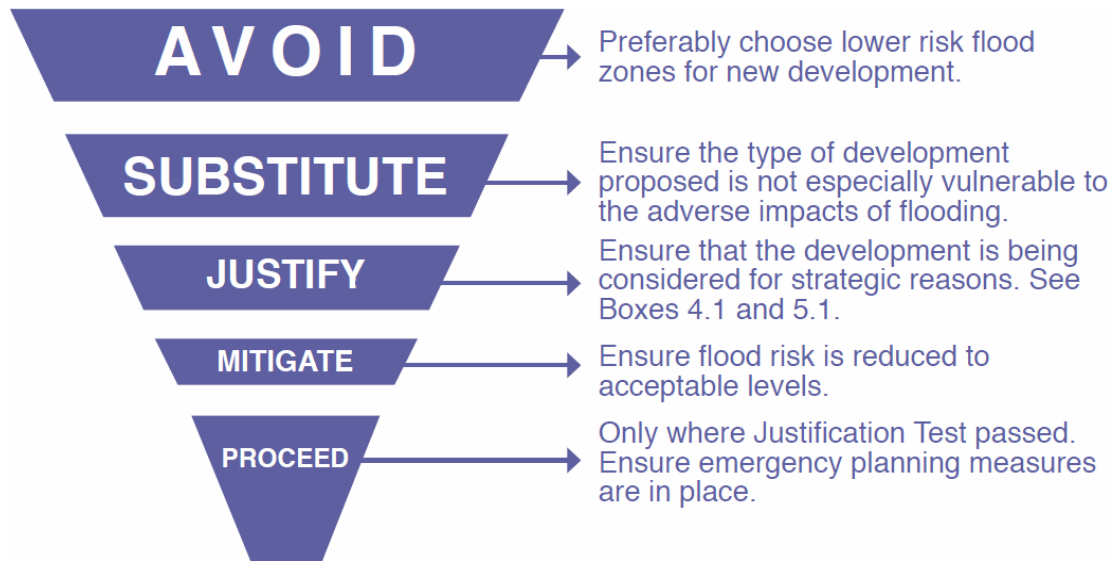 AVOID
Preferably choose lower risk flood
zones for new development.
SUBSTITUTE
Ensure the type of development
proposed is not especially vulnerable to
the adverse impacts of flooding.
JUSTIFY
Ensure that the development is being
considered for strategic reasons. See
Boxes 4.1 and 5.1.
MITIGATE
Ensure flood risk is reduced to
acceptable levels.
PROCEED
Only where Justification Test passed.
Ensure emergency planning measures
are in place.